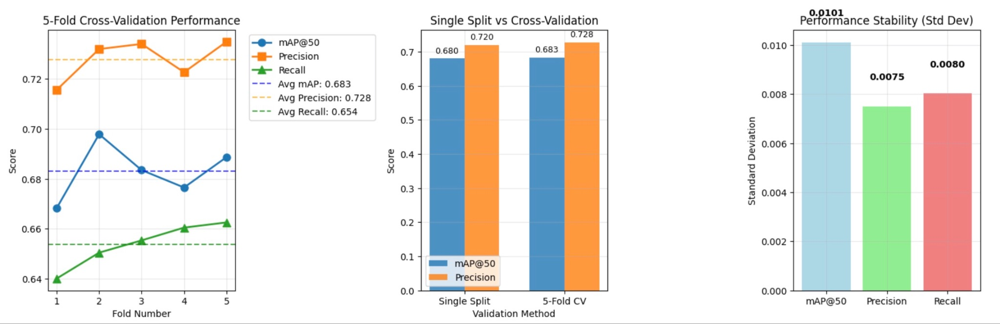 5-Fold Cross-Validation Performance
Score
0.72
0.70
0.68
0.66
0.64
1 2 3 4 5
Fold Number
mAP@50
Precision
Recall
Avg mAP: 0.683
Avg Precision: 0.728
Avg Recall: 0.654
Single Split vs Cross-Validation
Score
0.7
0.6
0.5
0.4
0.3
0.2
0.1
0.0
0.680
0.720
0.683
0.728
mAP@50
Precision
Single Split 5-Fold CV
Validation Method
0.0101
Performance Stability (Std Dev)
Standard Deviation
0.010
0.008
0.006
0.004
0.002
0.000
0.0075
0.0080
mAP@50 Precision Recall